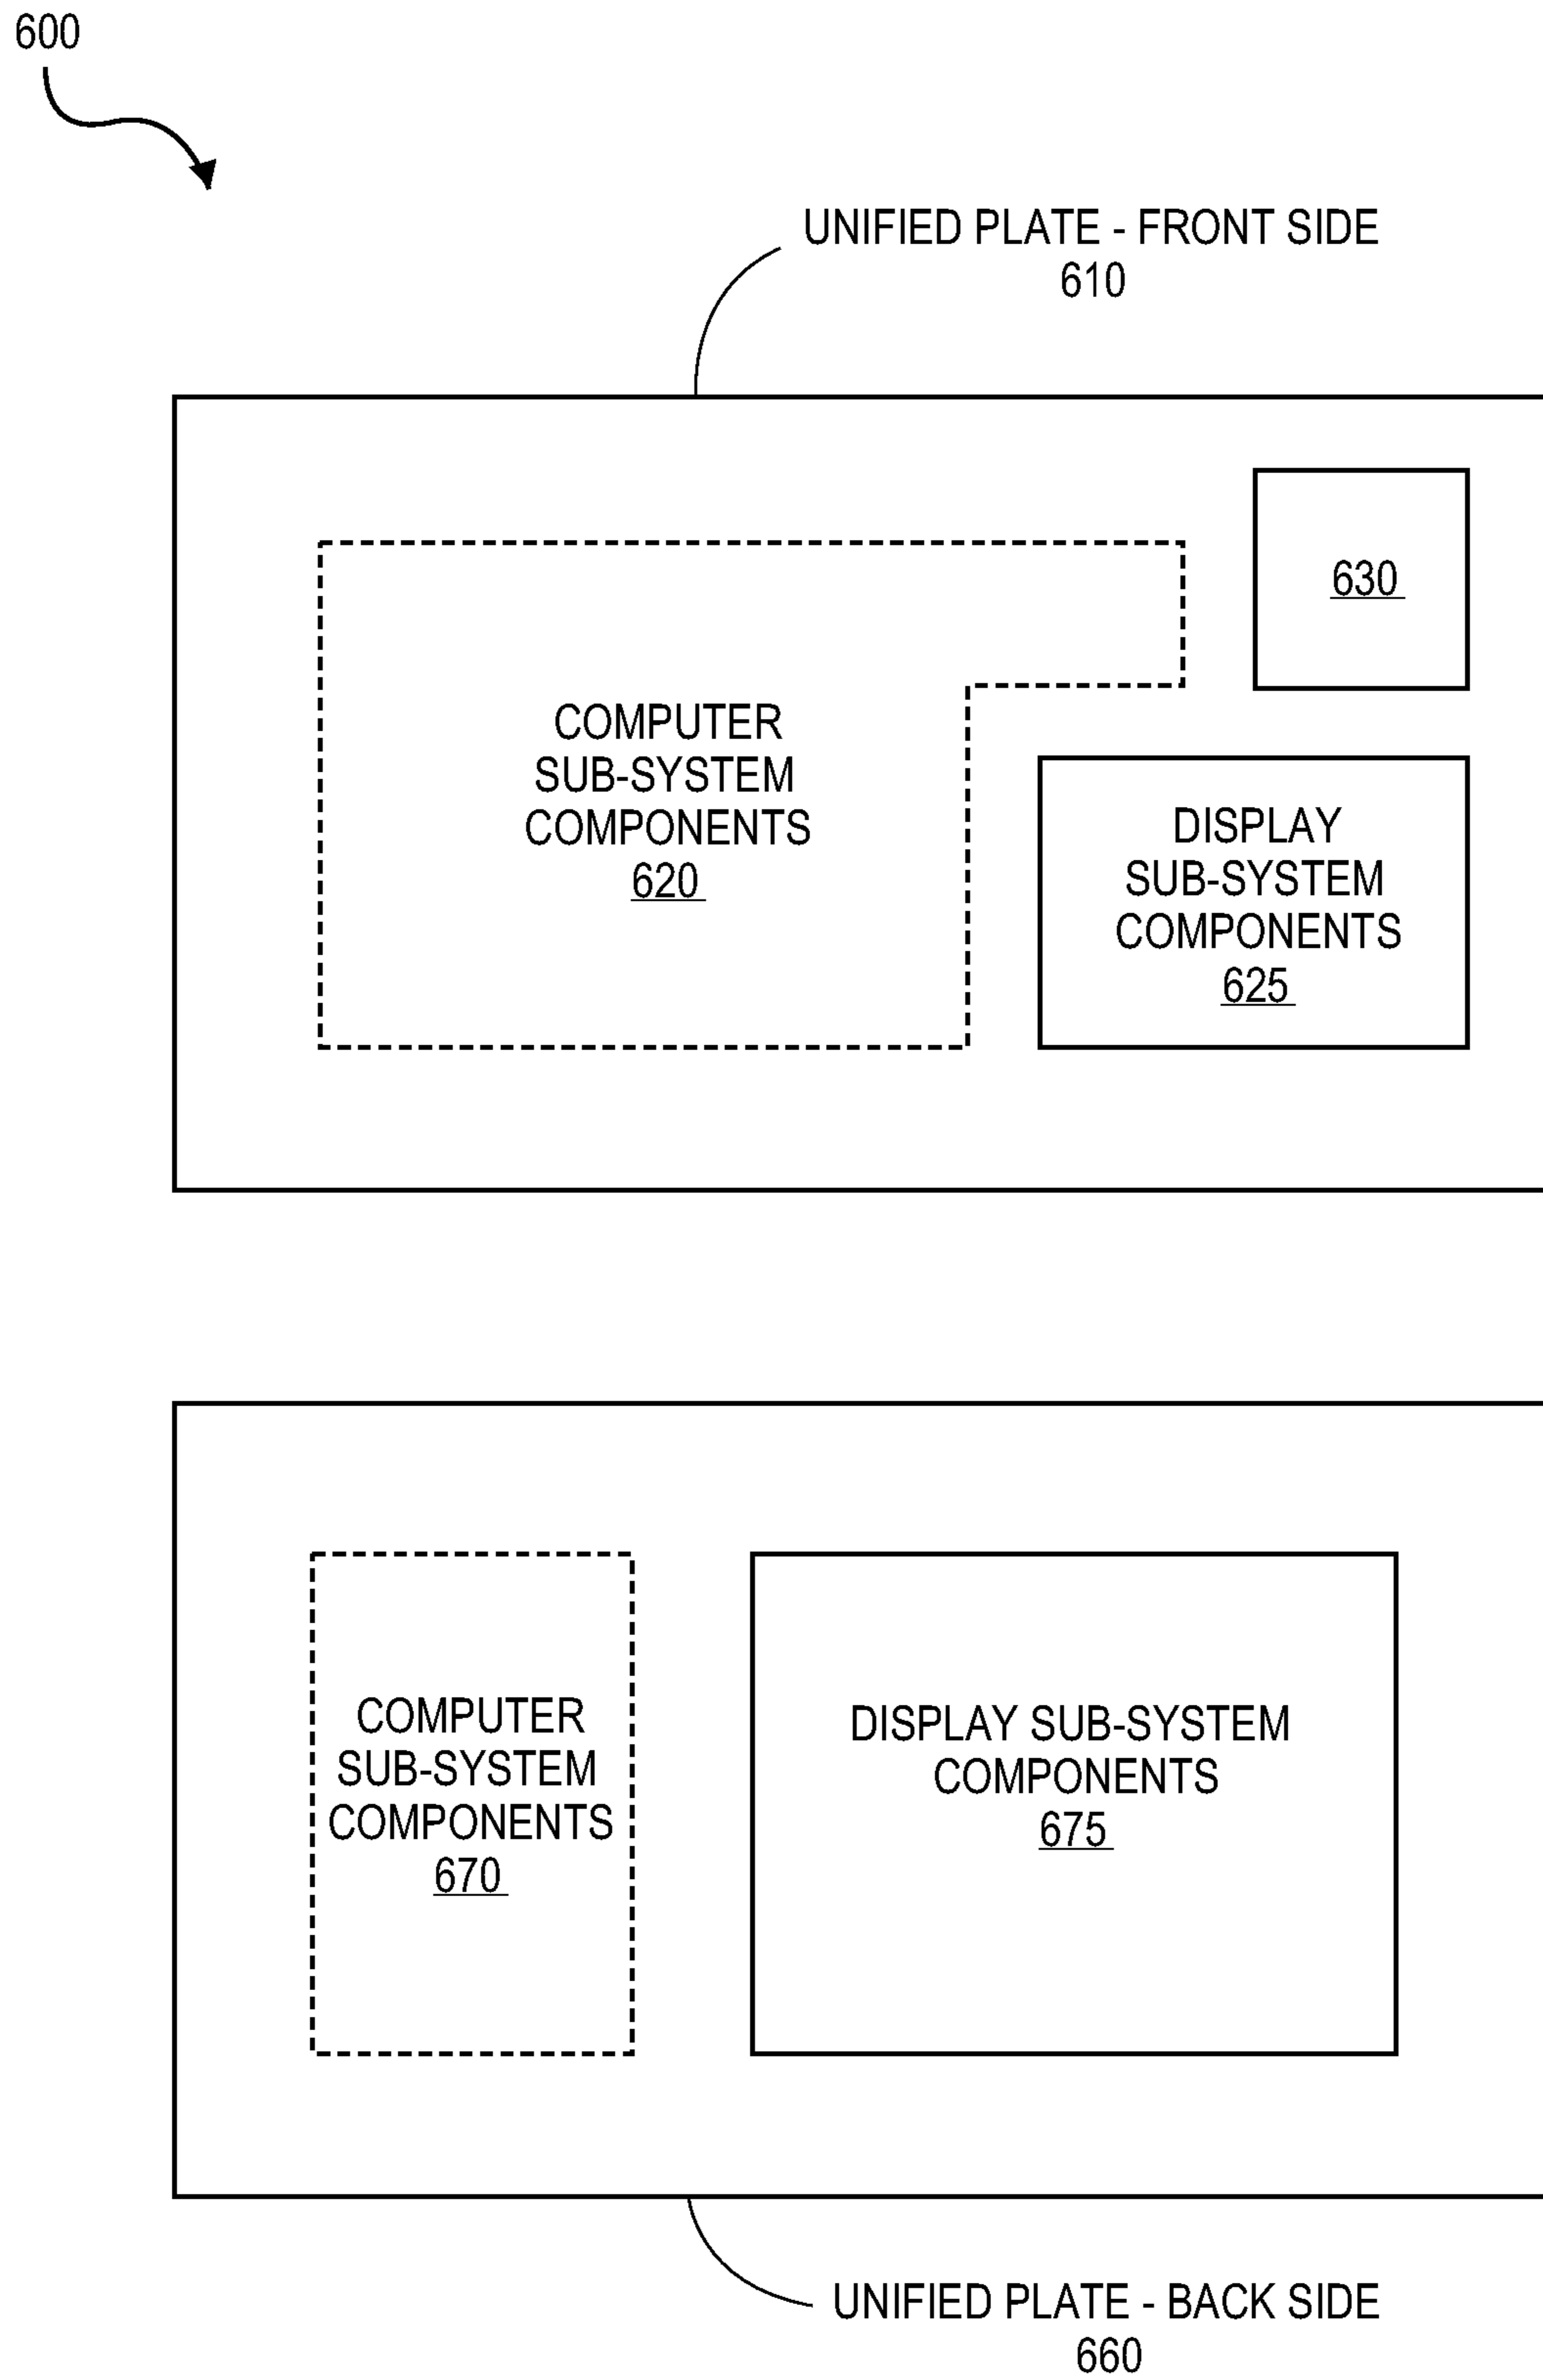 600
UNIFIED PLATE - FRONT SIDE
610
630
COMPUTER
SUB-SYSTEM
COMPONENTS
620
DISPLAY
SUB-SYSTEM
COMPONENTS
625
COMPUTER
SUB-SYSTEM
COMPONENTS
670
DISPLAY SUB-SYSTEM
COMPONENTS
675
UNIFIED PLATE - BACK SIDE
660